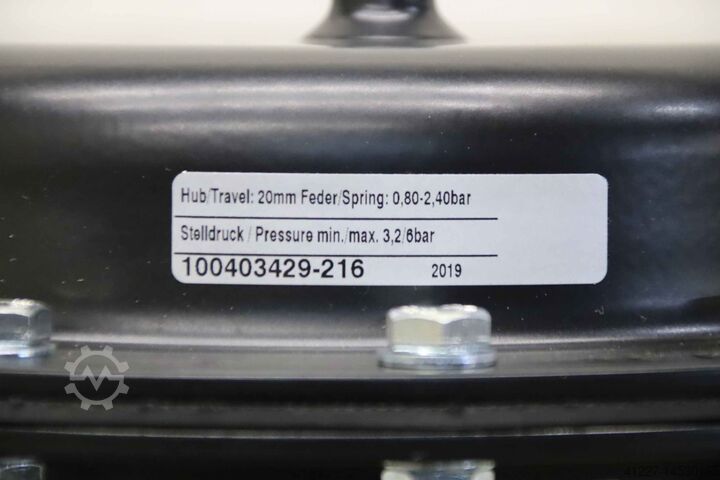 Hub/Travel: 20mm Feder/Spring: 0,80-2,40bar
Stelldruck / Pressure min./max. 3,2/6bar
100403429-216 2019